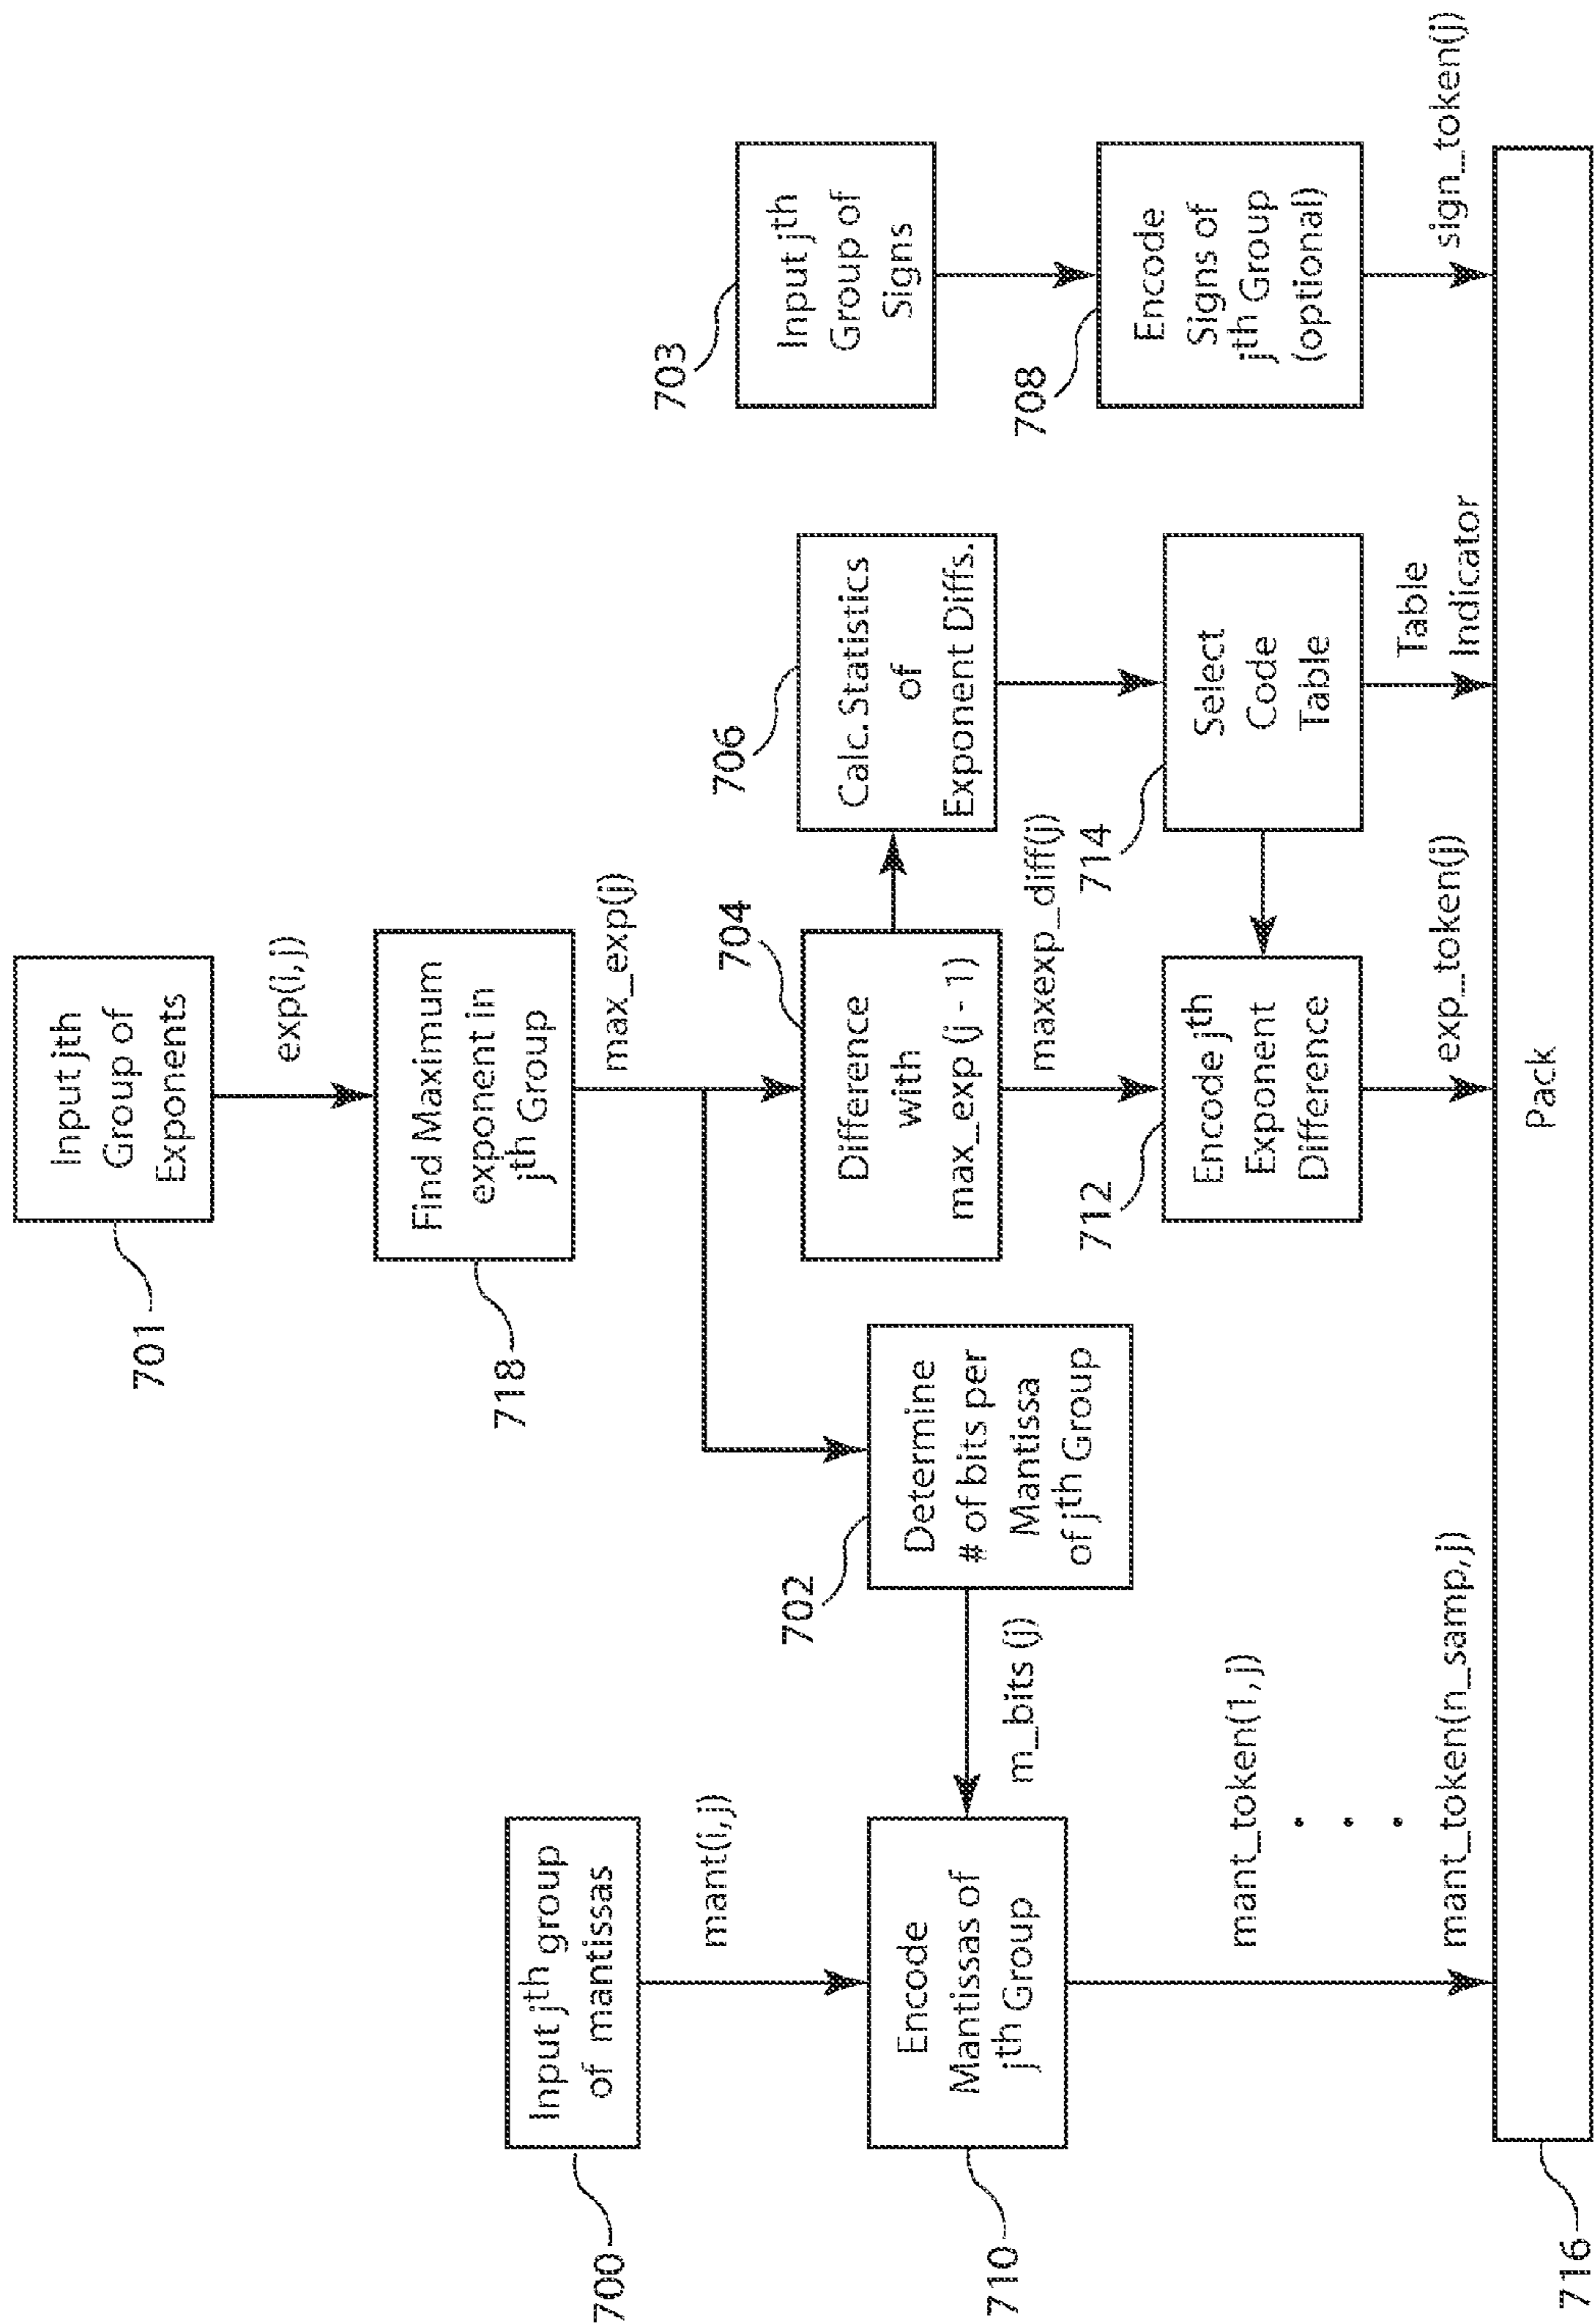 Input jth
Group of
Exponents
701
exp(i,j)
Find Maximum
exponent in
jth Group
718
max_exp(j)
Input jth group
of mantissas
700
mant(i,j)
Input jth
Group of
Signs
703
Determine
# of bits per
Mantissa
of jth Group
702
Difference
with
max_exp (j - 1)
704
Calc. Statistics
of
Exponent Diffs.
706
Encode
Mantissas of
jth Group
710
m_bits (j)
maxexp_diff(j)
Encode jth
Exponent
Difference
712
Select
Code
Table
714
Encode
Signs of
jth Group
(optional)
708
mant_token(1,j)
mant_token(n_samp,j)
exp_token(j)
Table
Indicator
sign_token(j)
Pack
716